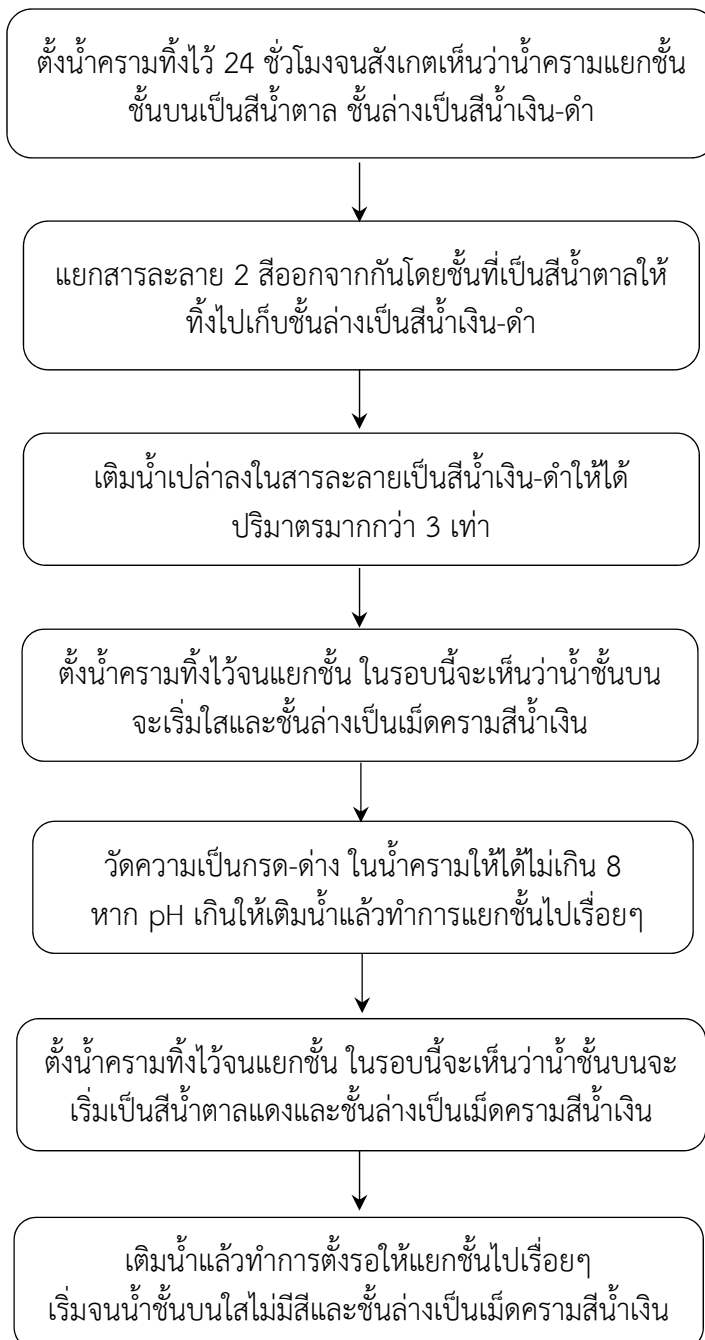 ตั้งน้ำครามทิ้งไว้ 24 ชั่วโมงจนสังเกตเห็นว่าน้ำครามแยกชั้น
ชั้นบนเป็นสีน้ำตาล ชั้นล่างเป็นสีน้ำเงิน-ดำ
แยกสารละลาย 2 สีออกจากกันโดยชั้นที่เป็นสีน้ำตาลให้
ทิ้งไปเก็บชั้นล่างเป็นสีน้ำเงิน-ดำ
เติมน้ำเปล่าลงในสารละลายเป็นสีน้ำเงิน-ดำให้ได้
ปริมาตรมากกว่า 3 เท่า
ตั้งน้ำครามทิ้งไว้จนแยกชั้น ในรอบนี้จะเห็นว่าน้ำชั้นบน
จะเริ่มใสและชั้นล่างเป็นเม็ดครามสีน้ำเงิน
วัดความเป็นกรด-ด่าง ในน้ำครามให้ได้ไม่เกิน 8
หาก pH เกินให้เติมน้ำแล้วทำการแยกชั้นไปเรื่อยๆ
ตั้งน้ำครามทิ้งไว้จนแยกชั้น ในรอบนี้จะเห็นว่าน้ำชั้นบนจะ
เริ่มเป็นสีน้ำตาลแดงและชั้นล่างเป็นเม็ดครามสีน้ำเงิน
เติมน้ำแล้วทำการตั้งรอให้แยกชั้นไปเรื่อยๆ
เริ่มจนน้ำชั้นบนใสไม่มีสีและชั้นล่างเป็นเม็ดครามสีน้ำเงิน